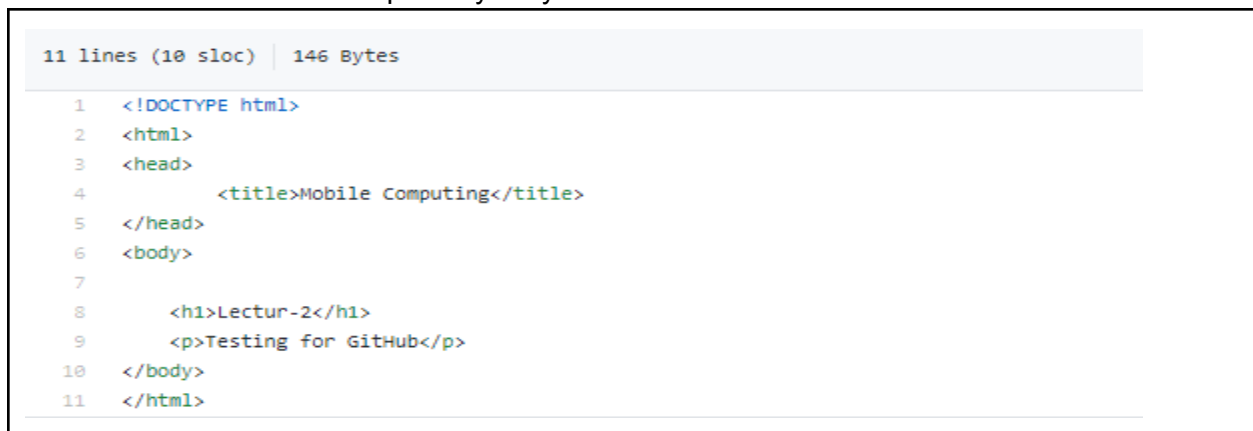 11 lines (10 sloc) | 146 Bytes
1 <!DOCTYPE html>
2 <html>
3 <head>
4 <title>Mobile Computing</title>
5 </head>
6 <body>
7
8 <h1>Lectur-2</h1>
9 <p>Testing for GitHub</p>
10 </body>
11 </html>